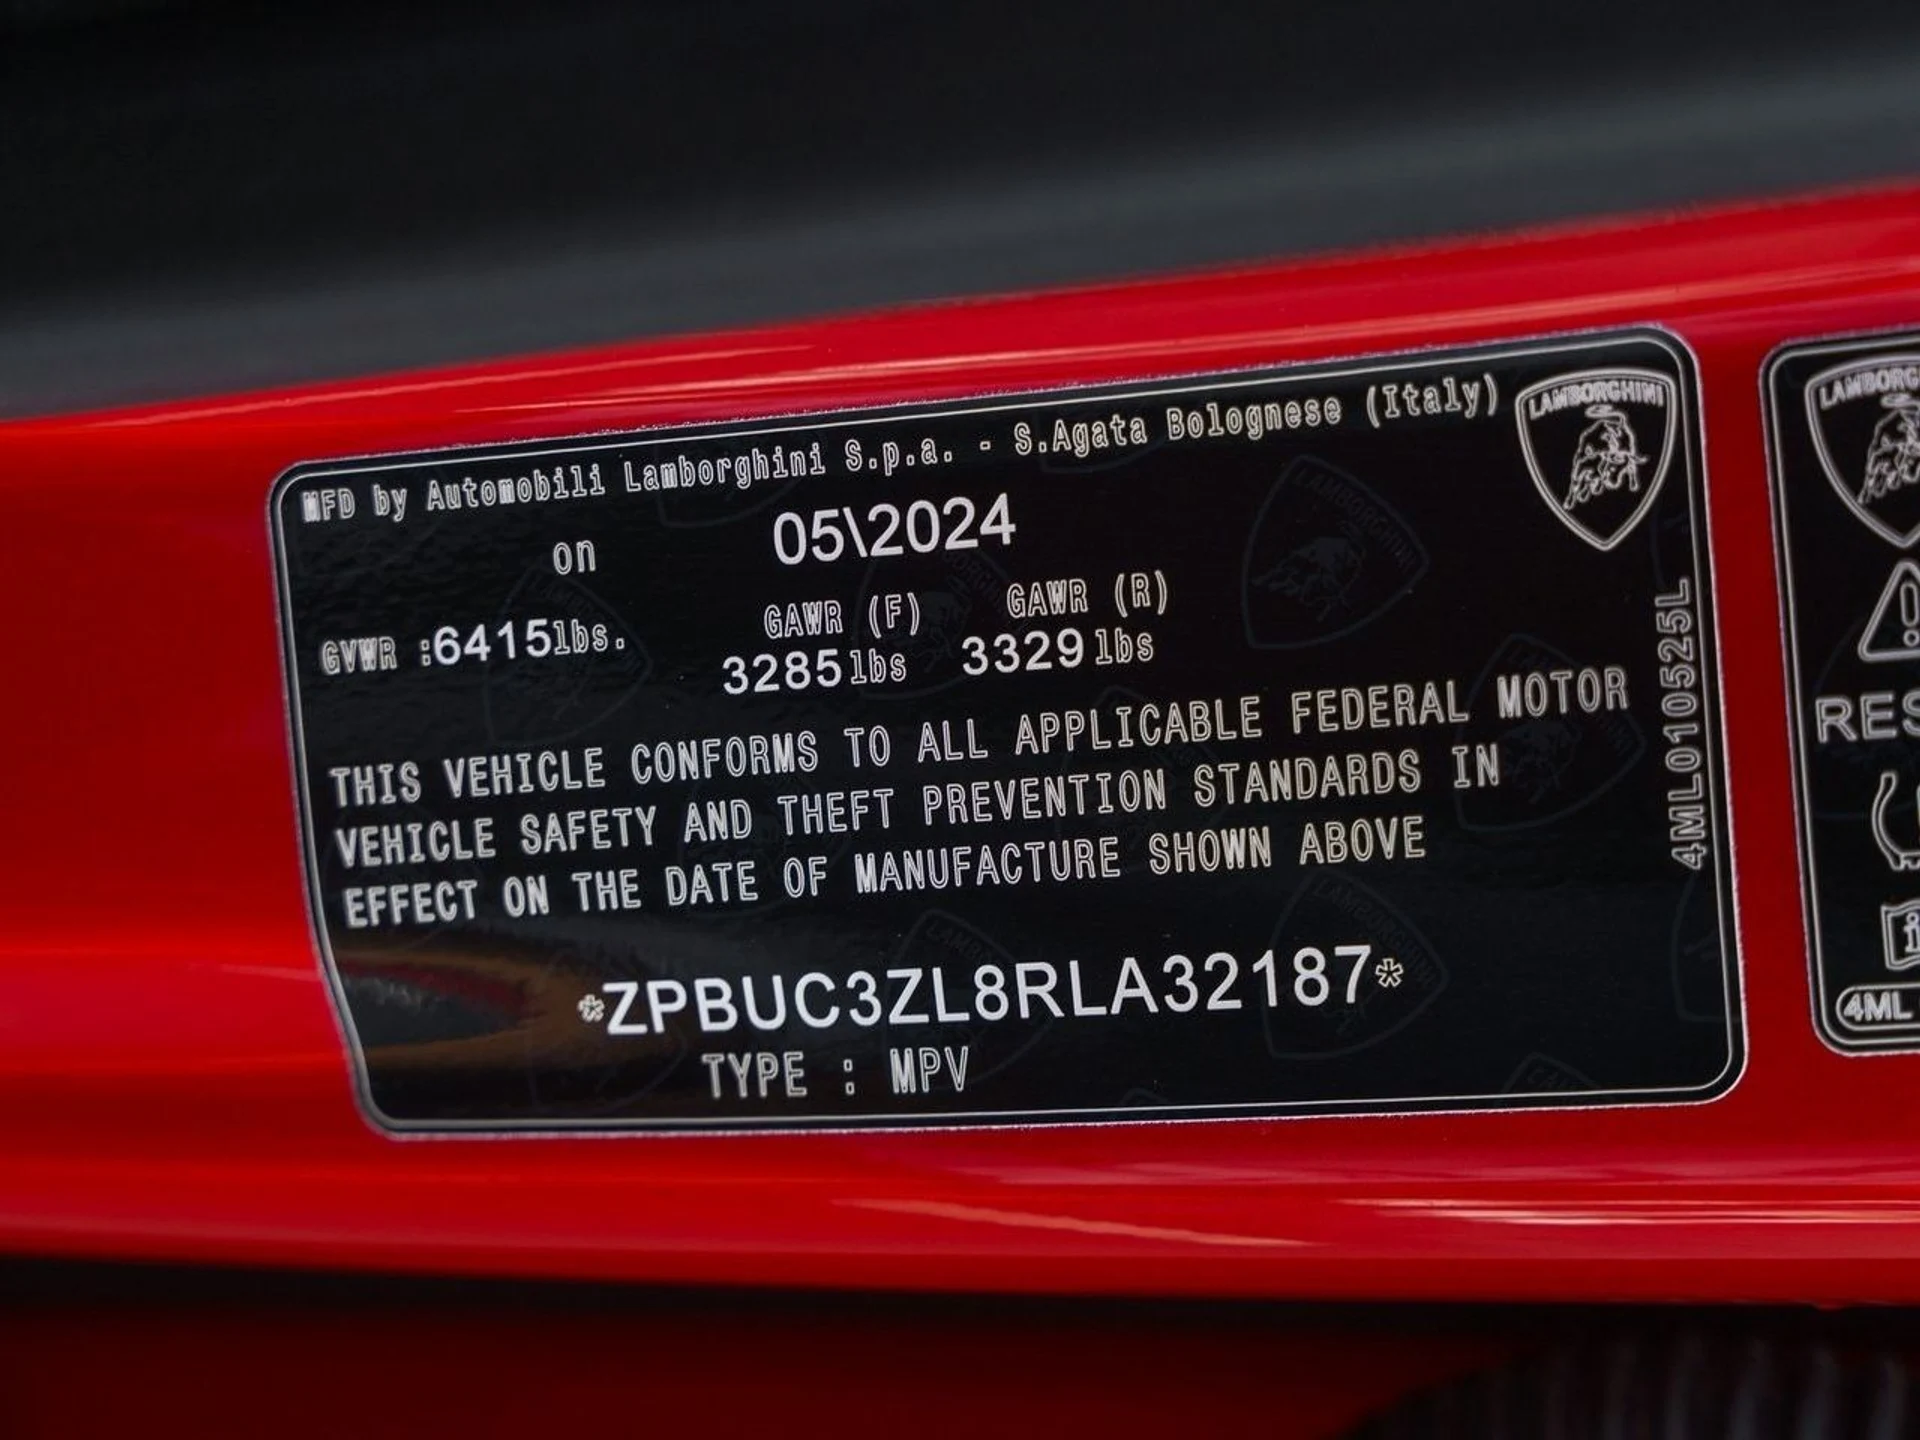 MFD by Automobili Lamborghini S.p.a. - S.Agata Bolognese (Italy)
LAMBORGHINI
on 05\2024
GAWR (F) GAWR (R)
GVWR :6415lbs. 3285lbs 3329lbs
THIS VEHICLE CONFORMS TO ALL APPLICABLE FEDERAL MOTOR
VEHICLE SAFETY AND THEFT PREVENTION STANDARDS IN
EFFECT ON THE DATE OF MANUFACTURE SHOWN ABOVE
*ZPBUC3ZL8RLA32187*
TYPE : MPV
4ML010525L
LAMBORG
RES
4ML